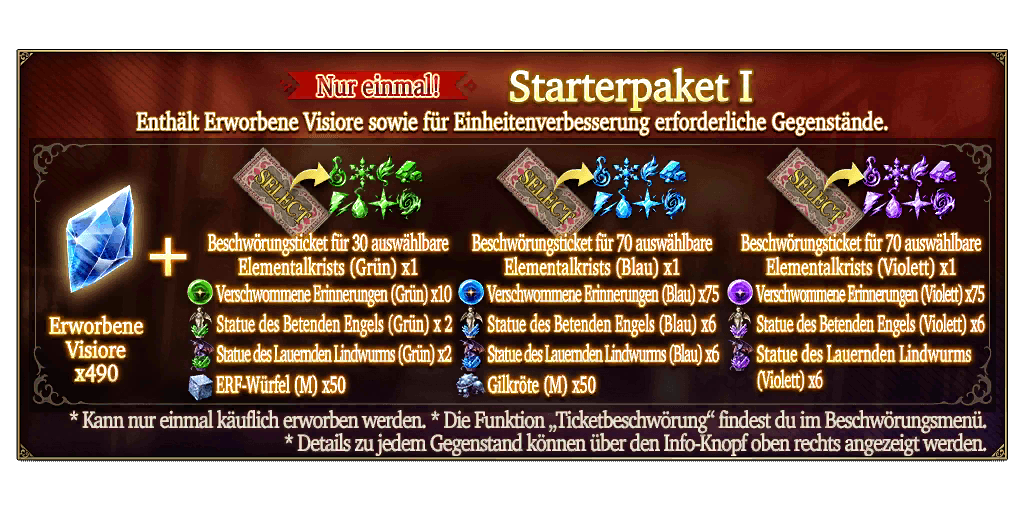 Nur einmal!
Starterpaket I
Enthält Erworbene Visiore sowie für Einheitenverbesserung erforderliche Gegenstände.
SELECT
SELECT
SELECT
+
Erworbene
Visiore
x490
Beschwörungsticket für 30 auswählbare
Elementalkrists (Grün) x1
Verschwommene Erinnerungen (Grün) x10
Statue des Betenden Engels (Grün) x 2
Statue des Lauernden Lindwurms (Grün) x2
ERF-Würfel (M) x50
Beschwörungsticket für 70 auswählbare
Elementalkrists (Blau) x1
Verschwommene Erinnerungen (Blau) x75
Statue des Betenden Engels (Blau) x6
Statue des Lauernden Lindwurms (Blau) x6
Gilkröte (M) x50
Beschwörungsticket für 70 auswählbare
Elementalkrists (Violett) x1
Verschwommene Erinnerungen (Violett) x75
Statue des Betenden Engels (Violett) x6
Statue des Lauernden Lindwurms
(Violett) x6
* Kann nur einmal käuflich erworben werden. * Die Funktion „Ticketbeschwörung“ findest du im Beschwörungsmenü.
* Details zu jedem Gegenstand können über den Info-Knopf oben rechts angezeigt werden.